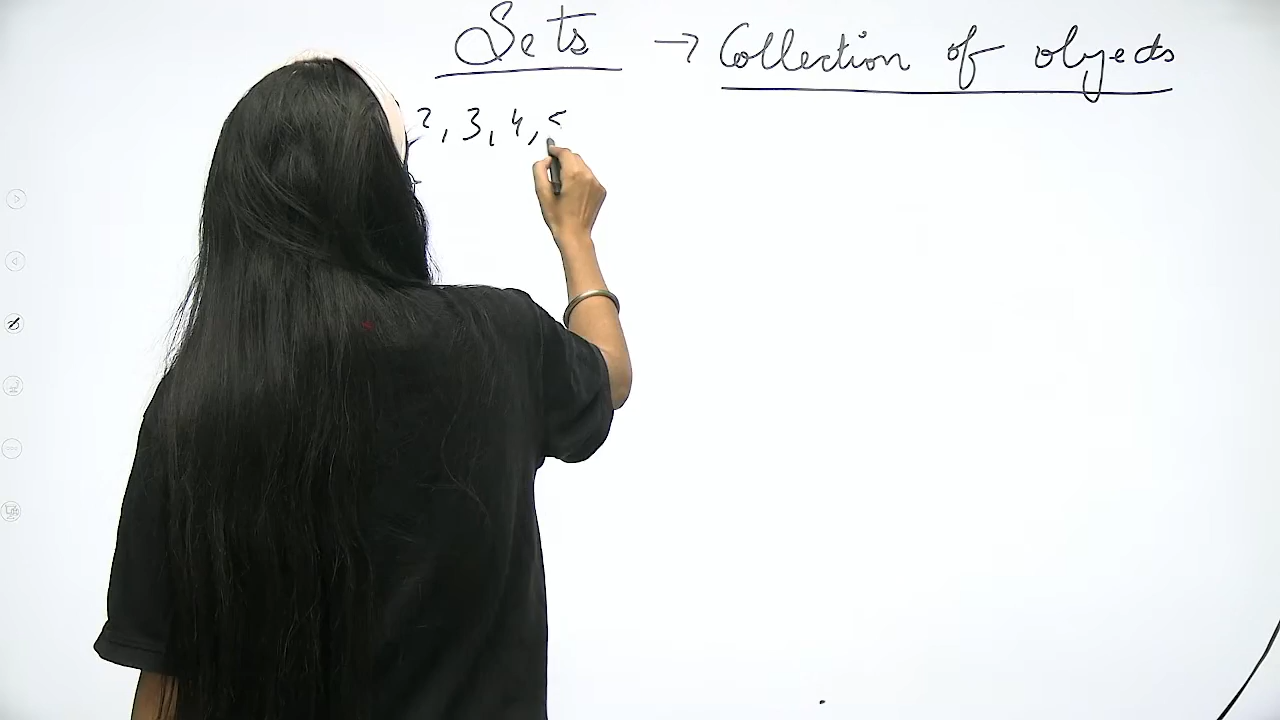 Sets → Collection of objects
2, 3, 4, 5